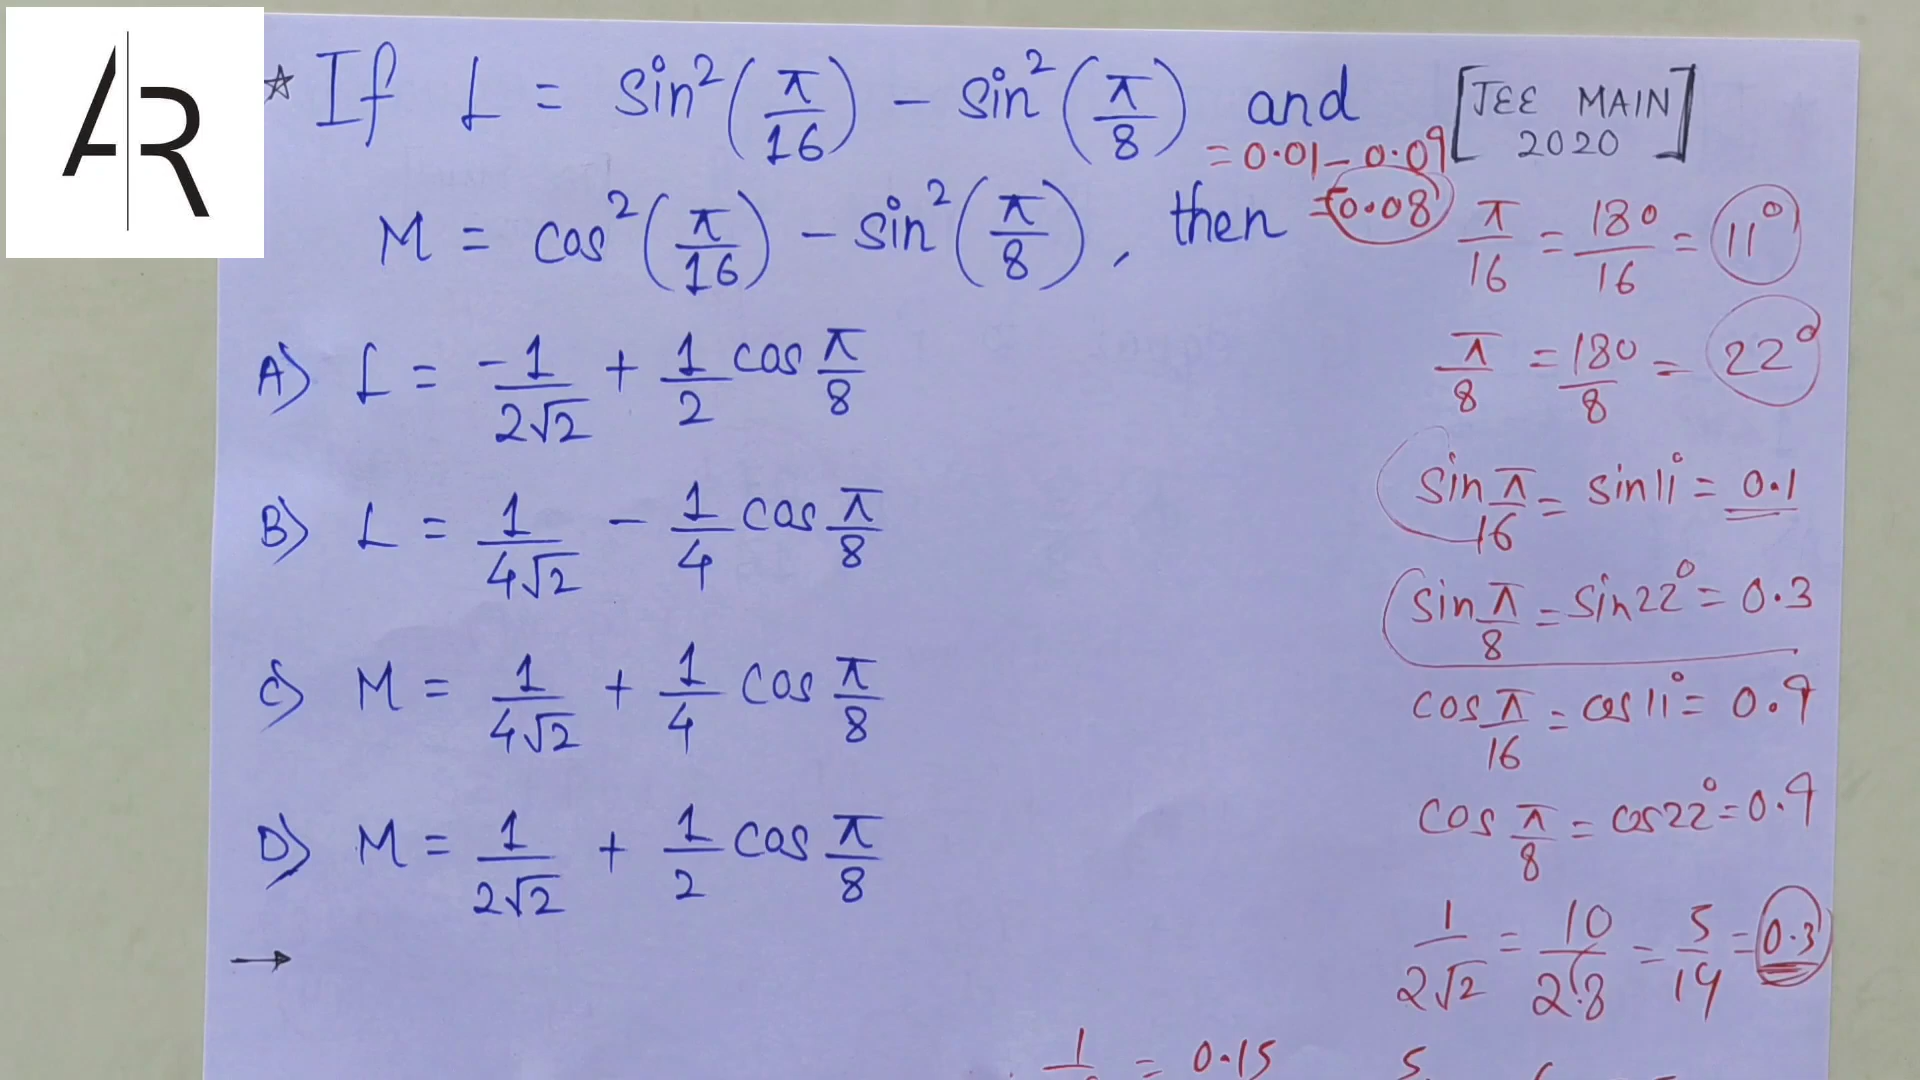 AR
☆ If L = sin²(π/16) − sin²(π/8) and
[JEE MAIN 2020]
= 0.01 − 0.09
M = cos²(π/16) − sin²(π/8), then
= -0.08
A) L = -1/2√2 + 1/2 cos π/8
B) L = 1/4√2 − 1/4 cos π/8
C) M = 1/4√2 + 1/4 cos π/8
D) M = 1/2√2 + 1/2 cos π/8
→
π/16 = 180/16 = 11°
π/8 = 180/8 = 22°
sin π/16 = sin 11° = 0.1
sin π/8 = sin 22° = 0.3
cos π/16 = cos 11° = 0.9
cos π/8 = cos 22° = 0.9
1/2√2 = 10/28 = 5/14 = 0.3
= 0.15